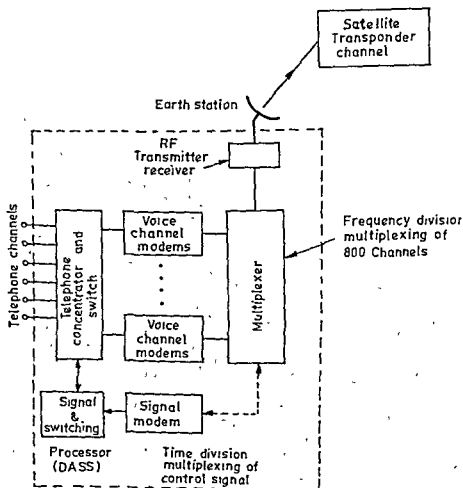 Satellite
Transponder
channel
Earth station
RF
Transmitter
receiver
Telephone channels
Telephone
concentrator and
switch
Voice
channel
modems
Multiplexer
Frequency division
multiplexing of
800 Channels
Voice
channel
modems
Signal
&
switching
Signal
modem
Processor
(DASS)
Time division
multiplexing of
control signal